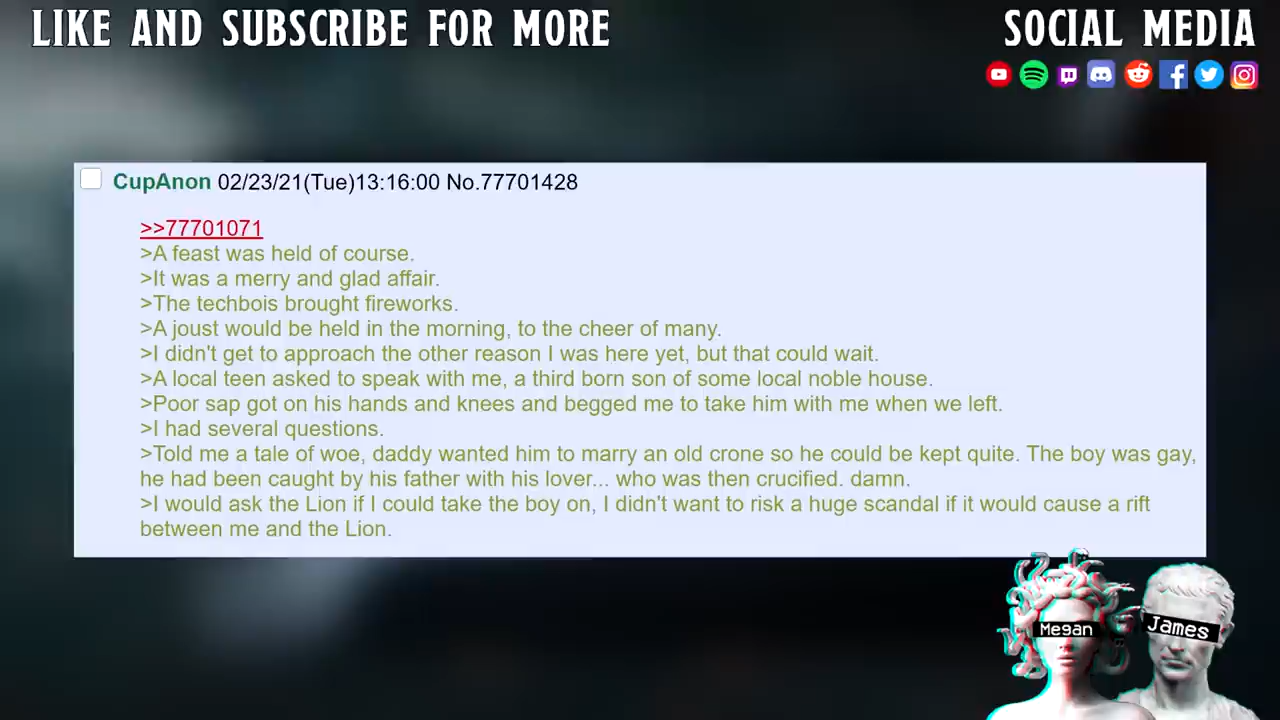 LIKE AND SUBSCRIBE FOR MORE
SOCIAL MEDIA
CupAnon 02/23/21(Tue)13:16:00 No.77701428
>>77701071
>A feast was held of course.
>It was a merry and glad affair.
>The techbois brought fireworks.
>A joust would be held in the morning, to the cheer of many.
>I didn't get to approach the other reason I was here yet, but that could wait.
>A local teen asked to speak with me, a third born son of some local noble house.
>Poor sap got on his hands and knees and begged me to take him with me when we left.
>I had several questions.
>Told me a tale of woe, daddy wanted him to marry an old crone so he could be kept quite. The boy was gay,
he had been caught by his father with his lover... who was then crucified. damn.
>I would ask the Lion if I could take the boy on, I didn't want to risk a huge scandal if it would cause a rift
between me and the Lion.
Megan
James